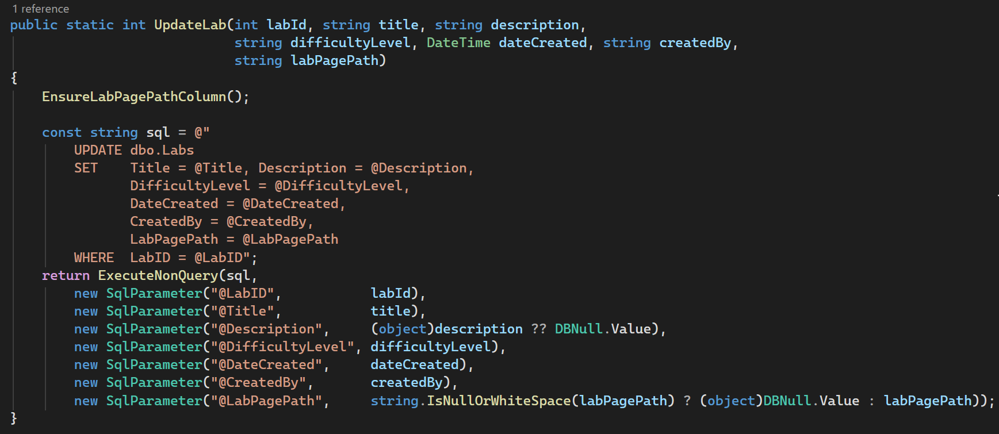 1 reference
public static int UpdateLab(int labId, string title, string description,
                            string difficultyLevel, DateTime dateCreated, string createdBy,
                            string labPagePath)
{
    EnsureLabPagePathColumn();

    const string sql = @"
        UPDATE dbo.Labs
        SET    Title = @Title, Description = @Description,
               DifficultyLevel = @DifficultyLevel,
               DateCreated = @DateCreated,
               CreatedBy = @CreatedBy,
               LabPagePath = @LabPagePath
        WHERE  LabID = @LabID";
    return ExecuteNonQuery(sql,
        new SqlParameter("@LabID",           labId),
        new SqlParameter("@Title",           title),
        new SqlParameter("@Description",     (object)description ?? DBNull.Value),
        new SqlParameter("@DifficultyLevel", difficultyLevel),
        new SqlParameter("@DateCreated",     dateCreated),
        new SqlParameter("@CreatedBy",       createdBy),
        new SqlParameter("@LabPagePath",     string.IsNullOrWhiteSpace(labPagePath) ? (object)DBNull.Value : labPagePath));
}